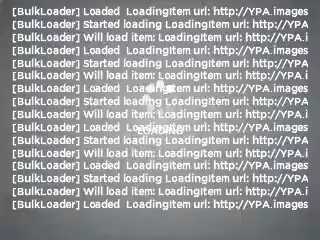 [BulkLoader] Loaded  LoadingItem url: http://YPA.images
[BulkLoader] Started loading LoadingItem url: http://YPA
[BulkLoader] Will load item: LoadingItem url: http://YPA.i
[BulkLoader] Loaded  LoadingItem url: http://YPA.images
[BulkLoader] Started loading LoadingItem url: http://YPA
[BulkLoader] Will load item: LoadingItem url: http://YPA.i
[BulkLoader] Loaded  LoadingItem url: http://YPA.images
[BulkLoader] Started loading LoadingItem url: http://YPA
[BulkLoader] Will load item: LoadingItem url: http://YPA.i
[BulkLoader] Loaded  LoadingItem url: http://YPA.images
LOADING
[BulkLoader] Started loading LoadingItem url: http://YPA
[BulkLoader] Will load item: LoadingItem url: http://YPA.i
[BulkLoader] Loaded  LoadingItem url: http://YPA.images
[BulkLoader] Started loading LoadingItem url: http://YPA
[BulkLoader] Will load item: LoadingItem url: http://YPA.i
[BulkLoader] Loaded  LoadingItem url: http://YPA.images